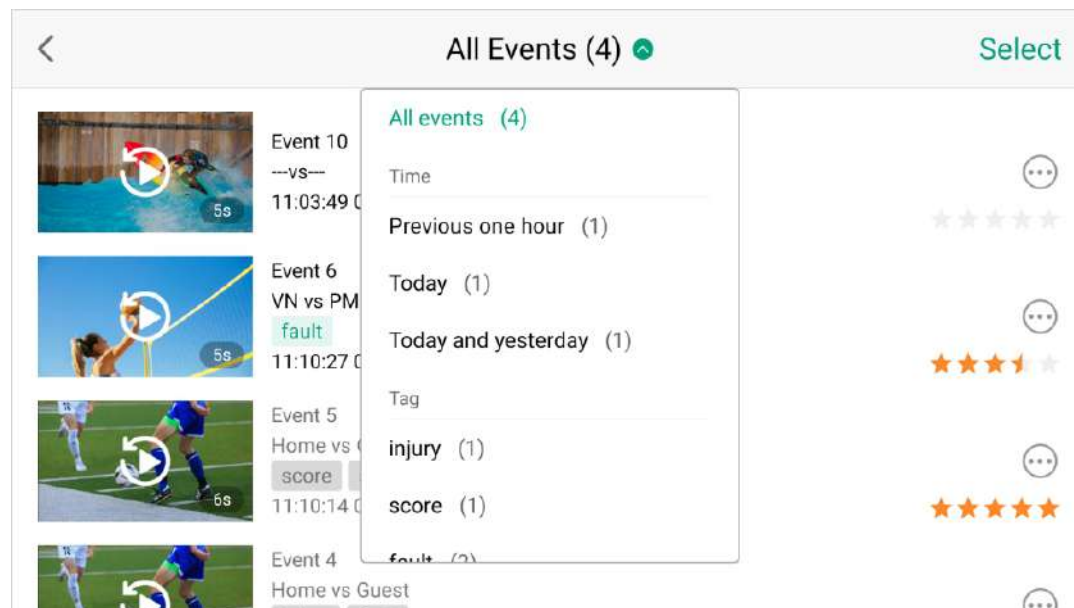 All Events (4)
Select
All events (4)
Time
Previous one hour (1)
Today (1)
Today and yesterday (1)
Tag
injury (1)
score (1)
fault (2)
Event 10
---vs---
11:03:49
5s
Event 6
VN vs PM
fault
11:10:27
5s
Event 5
Home vs
score
11:10:14
6s
Event 4
Home vs Guest